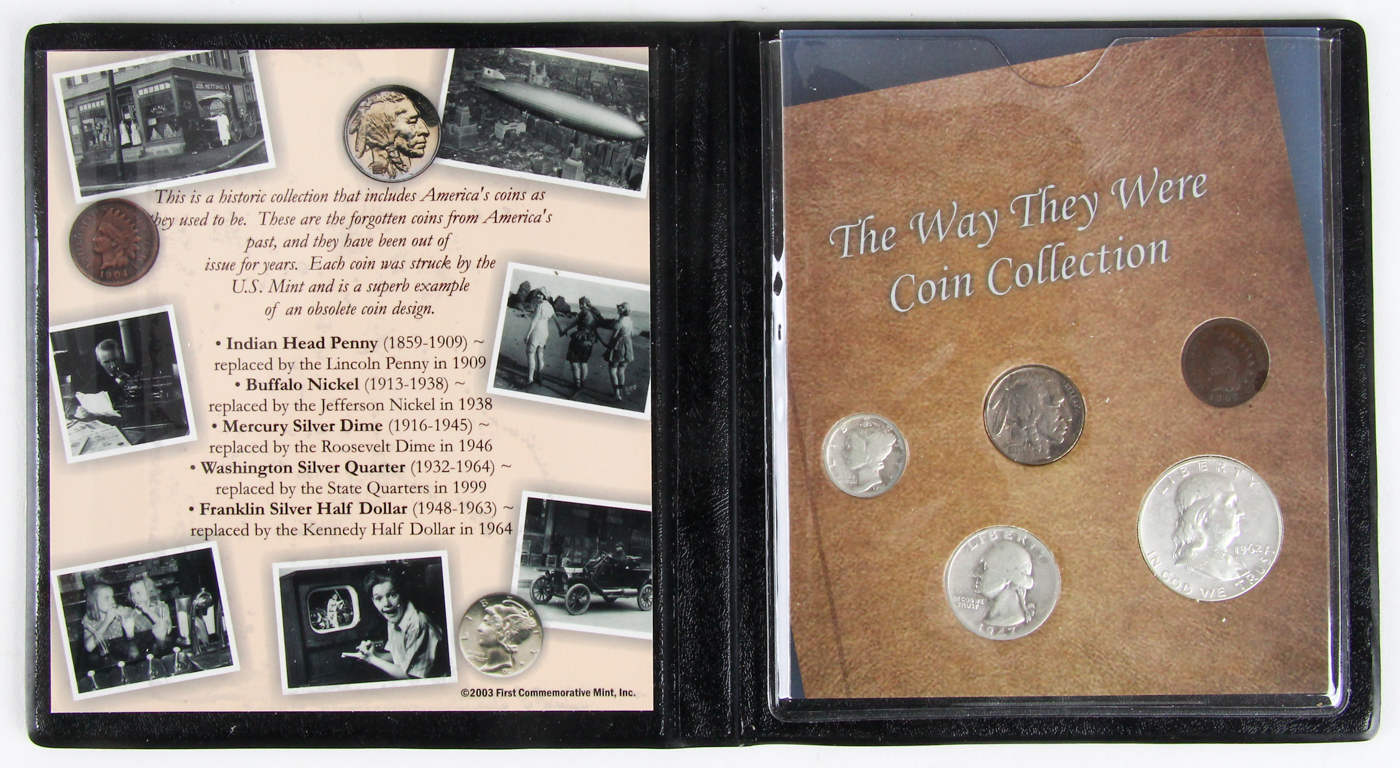 This is a historic collection that includes America's coins as
they used to be. These are the forgotten coins from America's
past, and they have been out of
issue for years. Each coin was struck by the
U.S. Mint and is a superb example
of an obsolete coin design.
• Indian Head Penny (1859-1909) ~
replaced by the Lincoln Penny in 1909
• Buffalo Nickel (1913-1938) ~
replaced by the Jefferson Nickel in 1938
• Mercury Silver Dime (1916-1945) ~
replaced by the Roosevelt Dime in 1946
• Washington Silver Quarter (1932-1964) ~
replaced by the State Quarters in 1999
• Franklin Silver Half Dollar (1948-1963) ~
replaced by the Kennedy Half Dollar in 1964
©2003 First Commemorative Mint, Inc.
1904
The Way They Were
Coin Collection
LIBERTY
1962
IN GOD WE TRUST
LIBERTY
IN GOD WE
TRUST